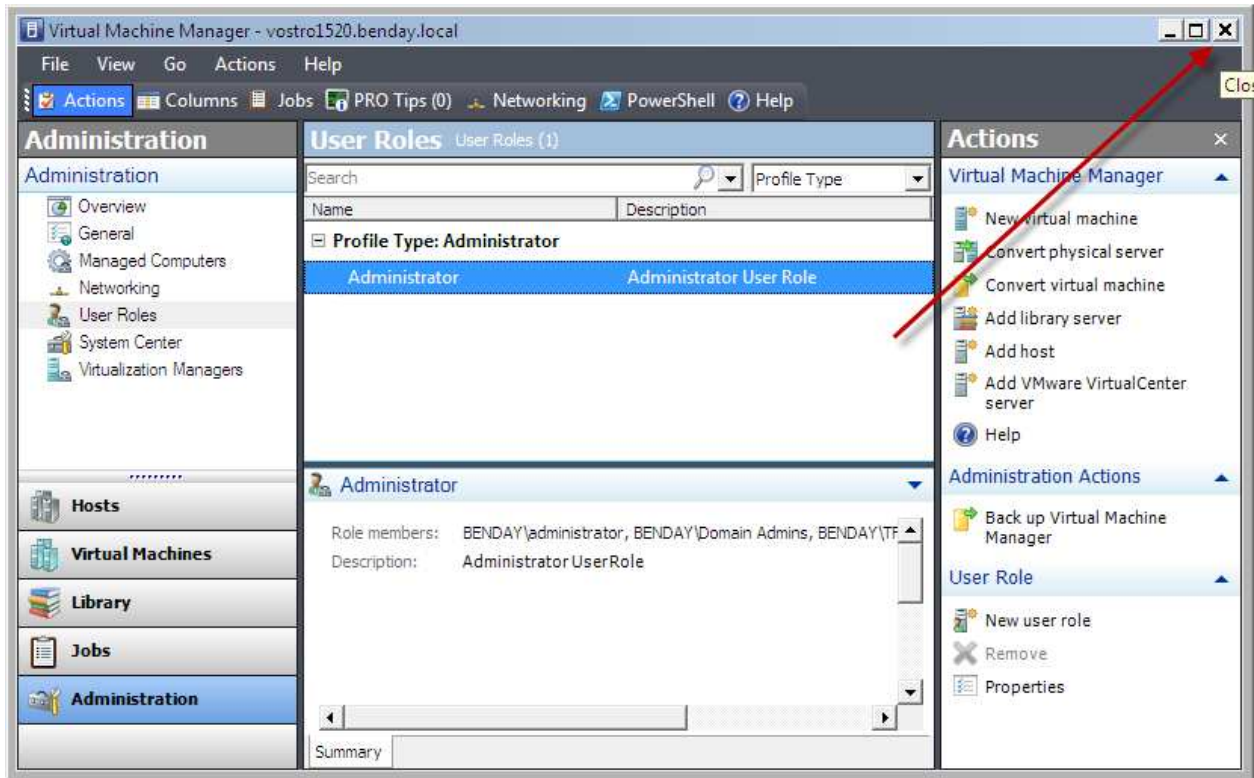 Virtual Machine Manager - vostro1520.benday.local
File View Go Actions Help
Actions Columns Jobs PRO Tips (0) Networking PowerShell Help
Administration
Administration
Overview
General
Managed Computers
Networking
User Roles
System Center
Virtualization Managers
Hosts
Virtual Machines
Library
Jobs
Administration
User Roles User Roles (1)
Search Profile Type
Name Description
Profile Type: Administrator
Administrator Administrator User Role
Administrator
Role members: BENDAY\administrator, BENDAY\Domain Admins,
Description: Administrator User Role
Summary
Actions
Virtual Machine Manager
New virtual machine
Convert physical server
Convert virtual machine
Add library server
Add host
Add VMware VirtualCenter
server
Help
Administration Actions
Back up Virtual Machine
Manager
User Role
New user role
Remove
Properties